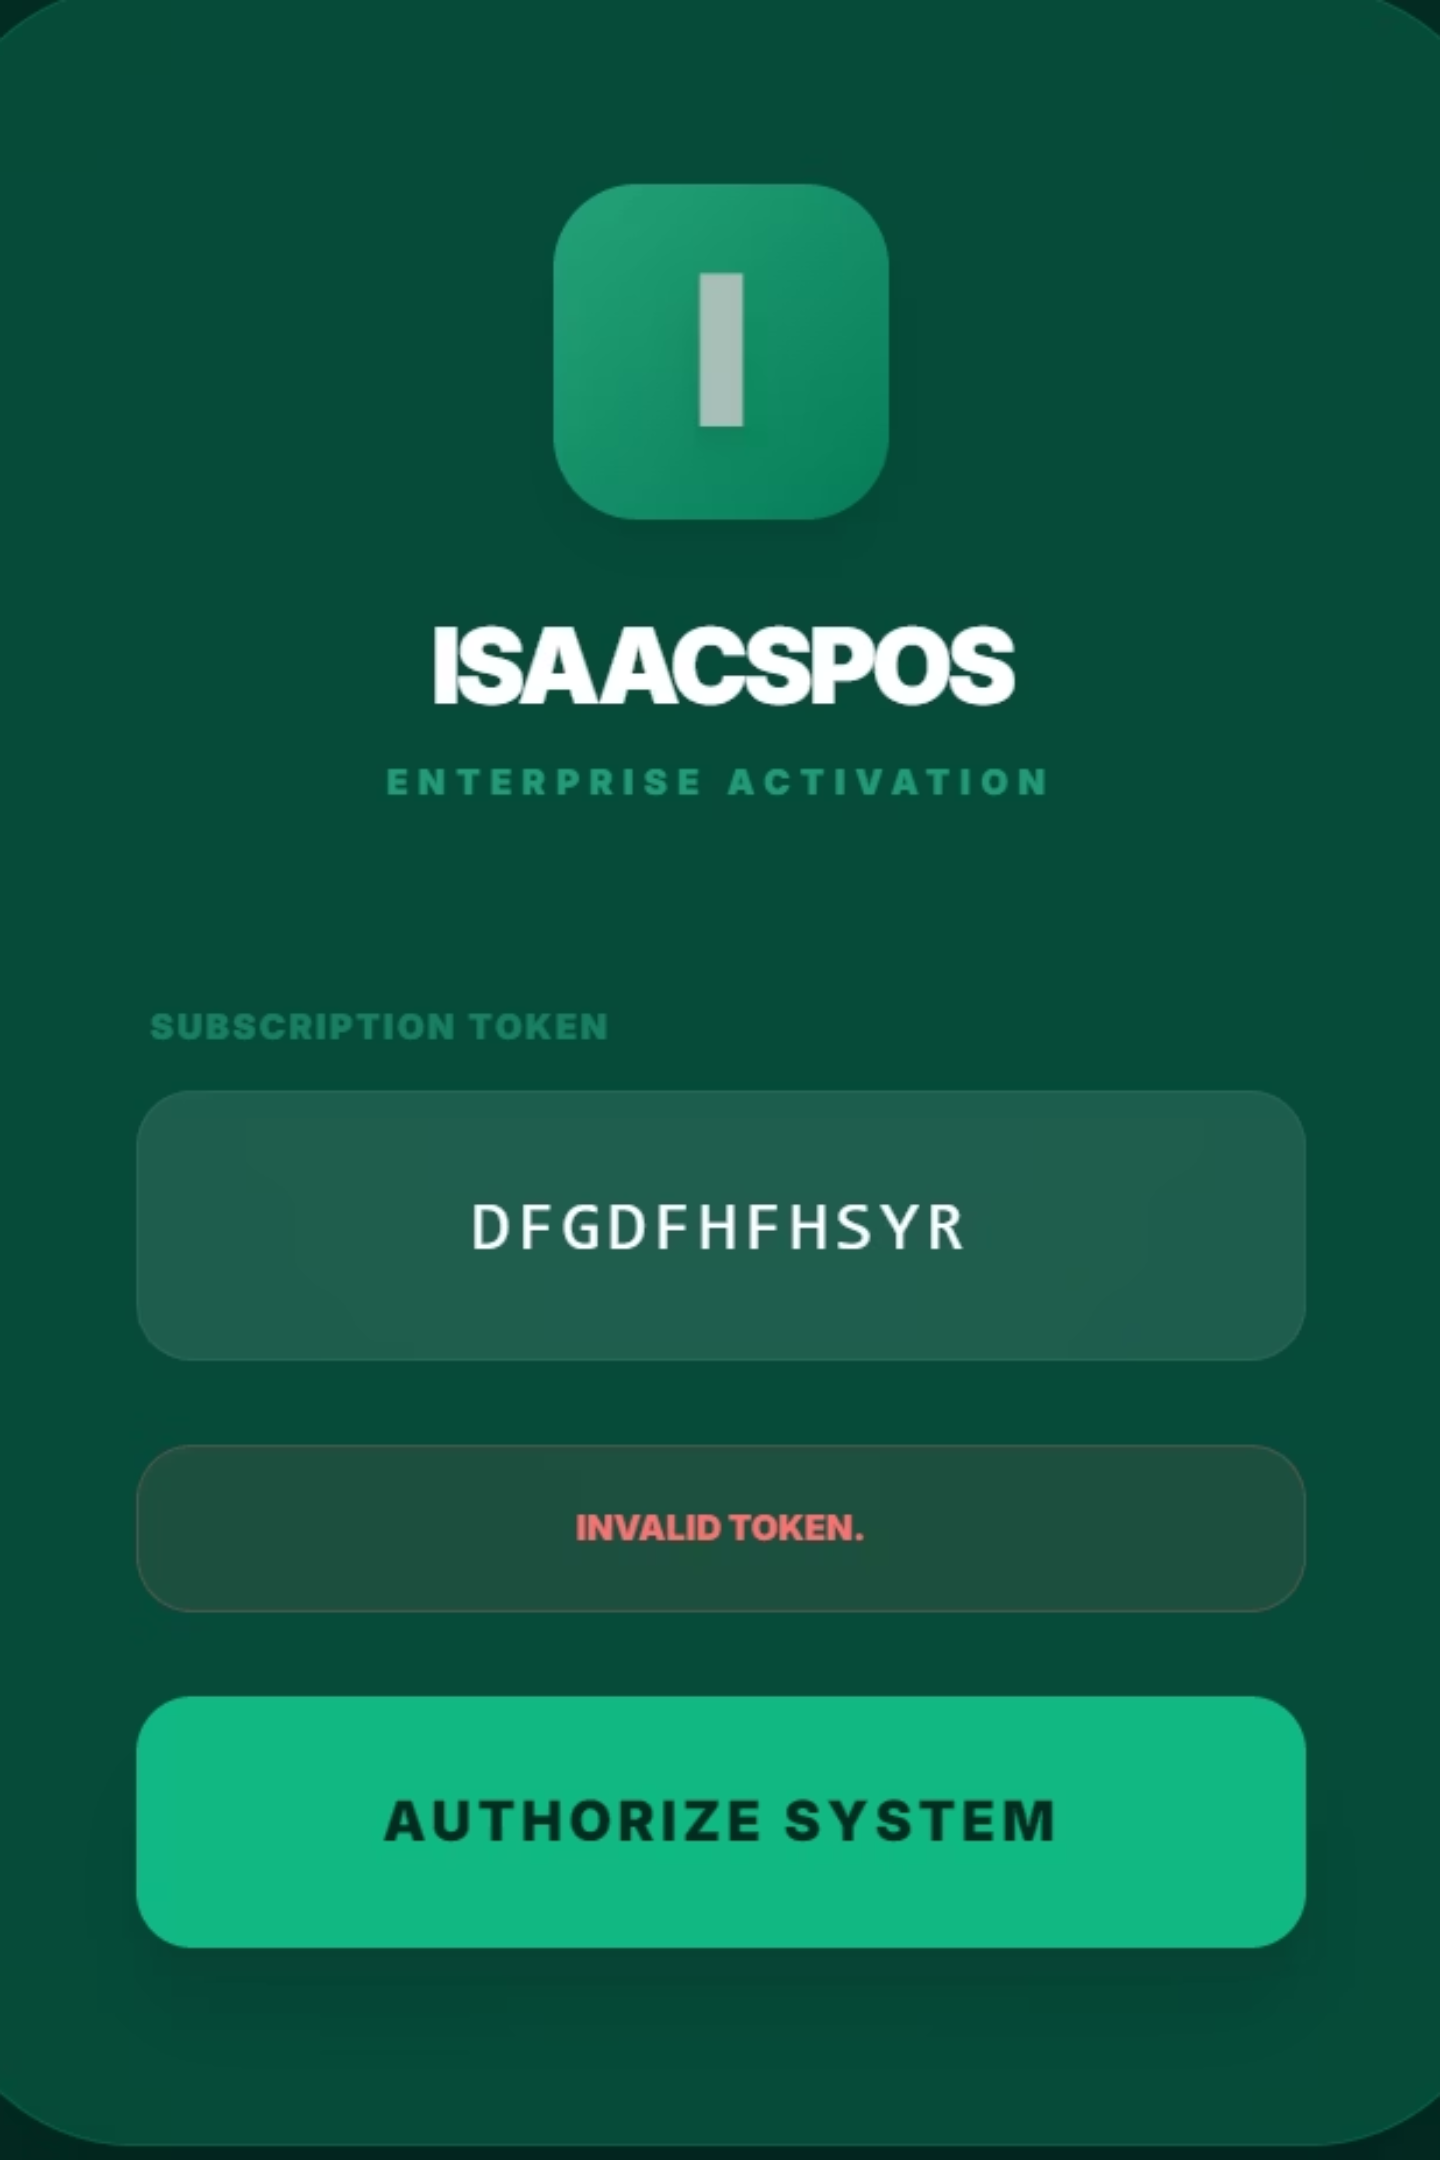 I
ISAACSPOS
ENTERPRISE ACTIVATION
SUBSCRIPTION TOKEN
DFGDFHFHSYR
INVALID TOKEN.
AUTHORIZE SYSTEM